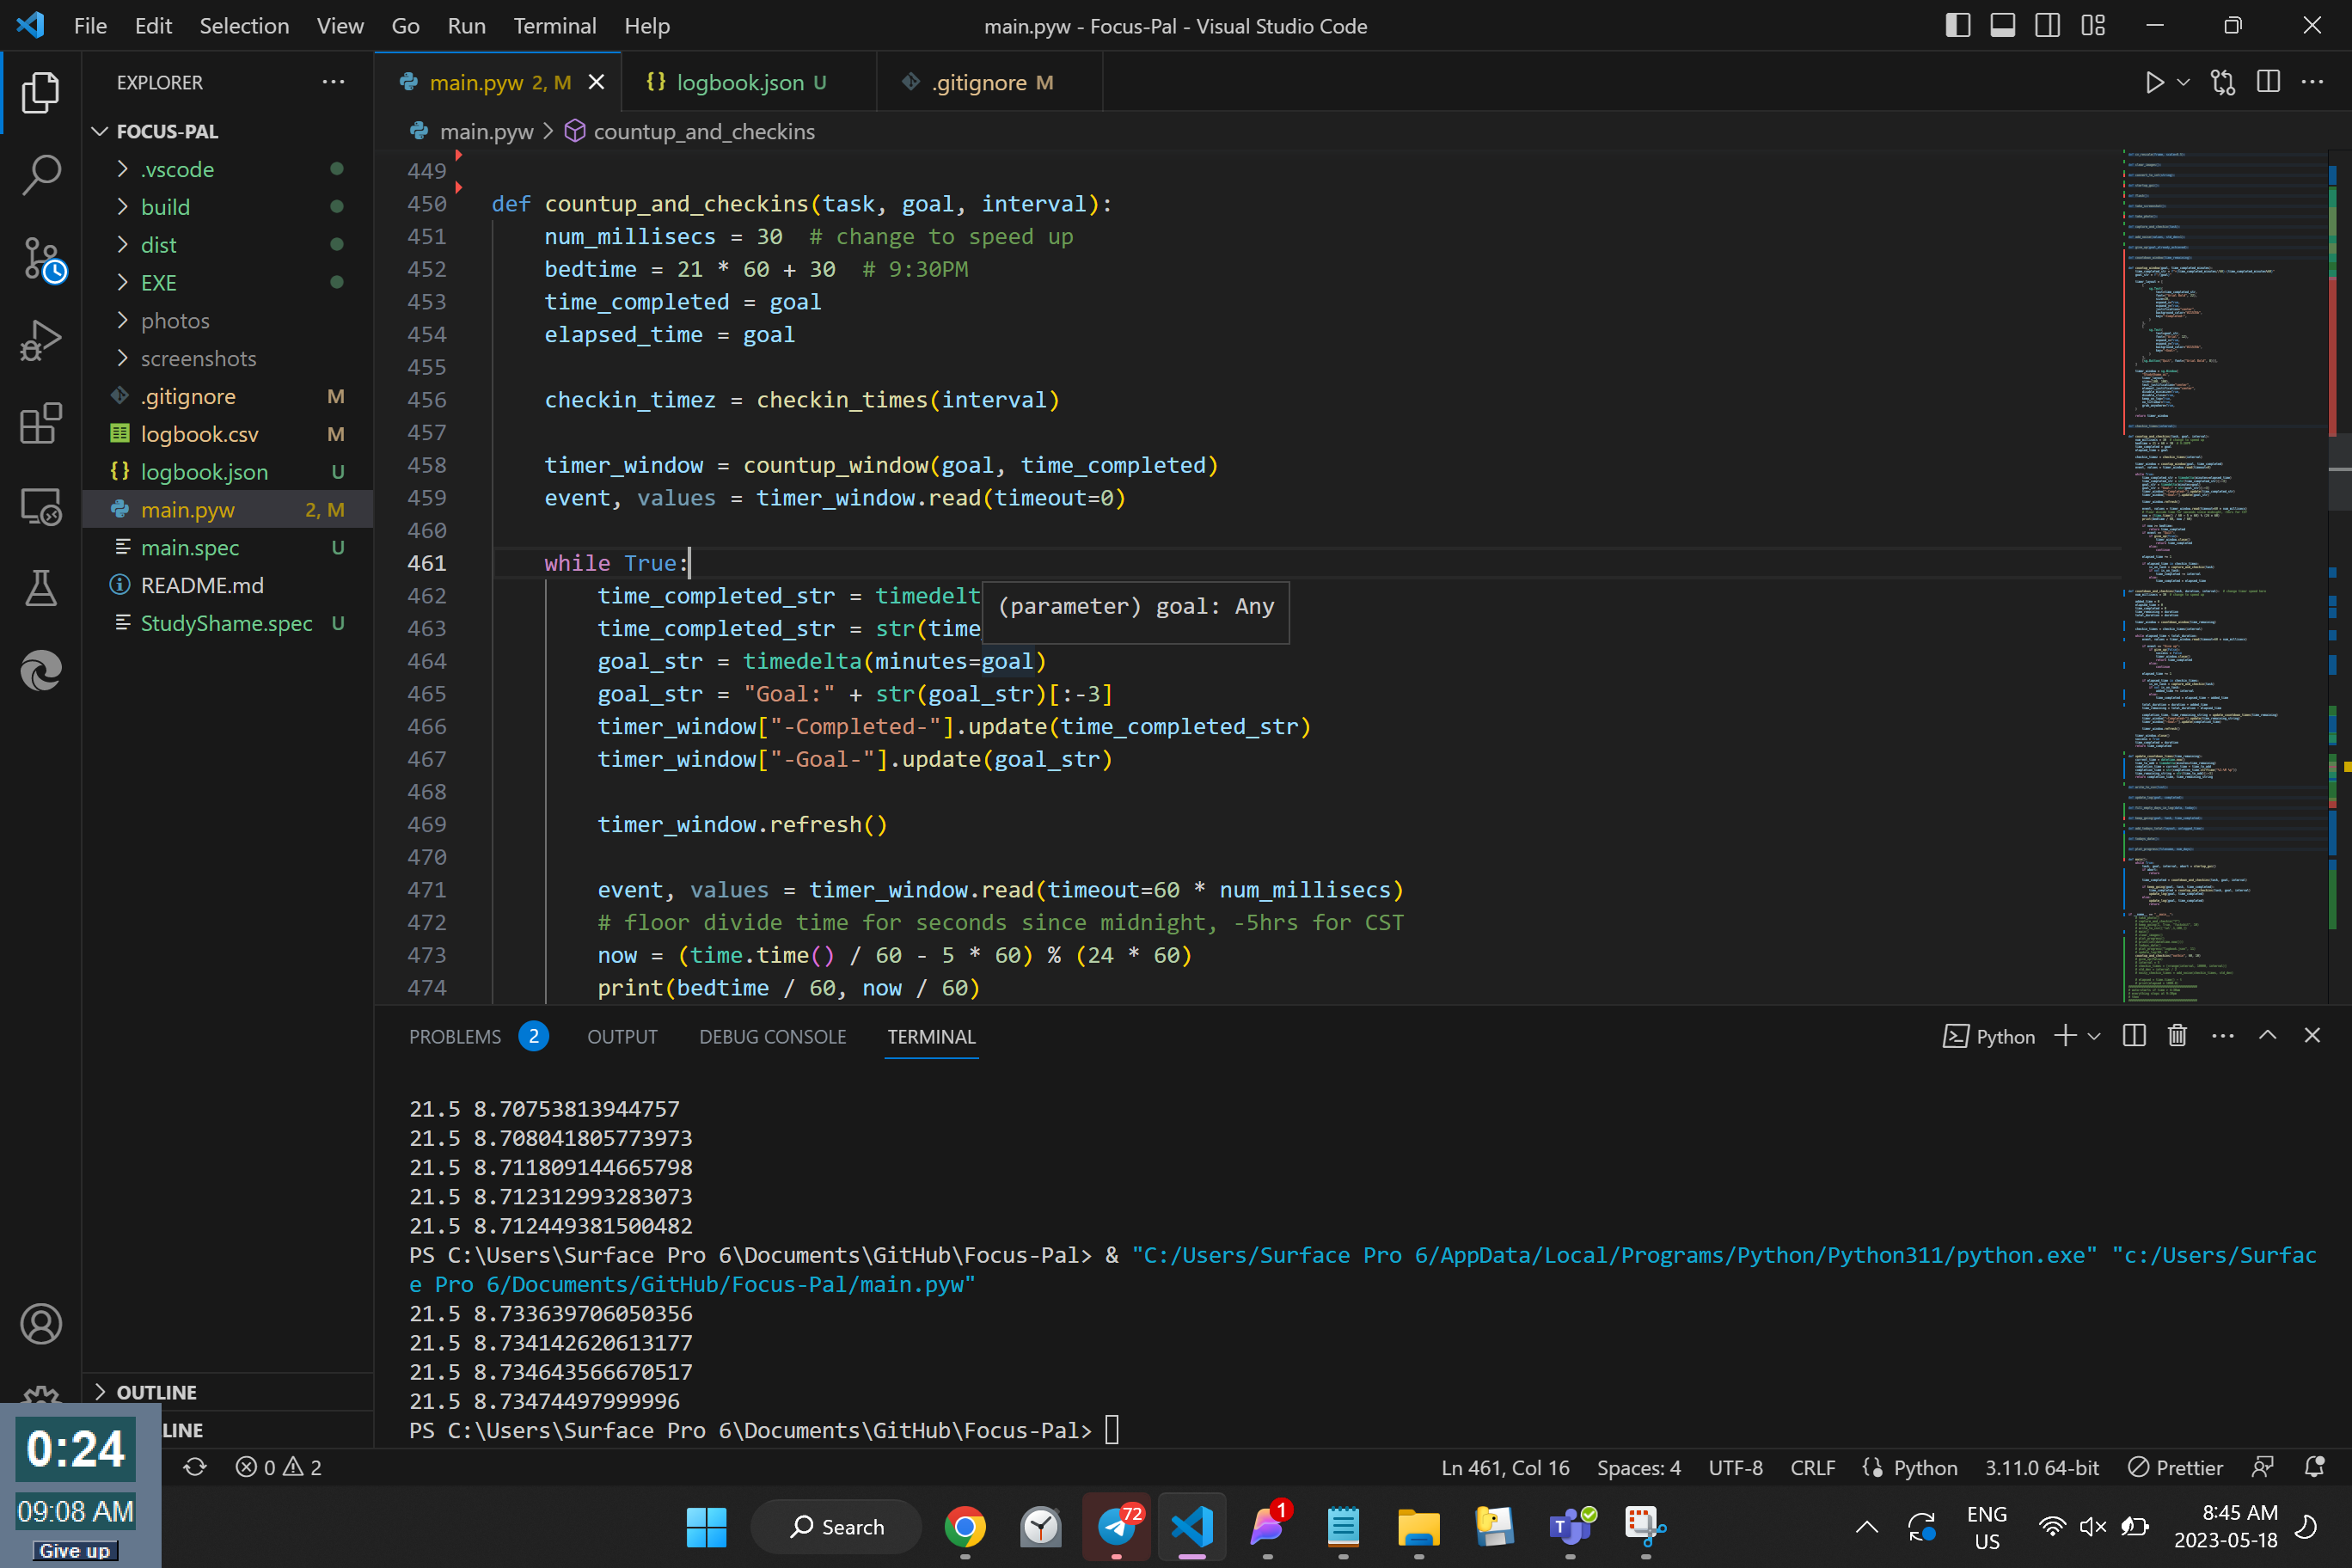 File Edit Selection View Go Run Terminal Help
main.pyw - Focus-Pal - Visual Studio Code
EXPLORER
FOCUS-PAL
.vscode
build
dist
EXE
photos
screenshots
.gitignore M
logbook.csv M
logbook.json U
main.pyw 2, M
main.spec U
README.md
StudyShame.spec U
OUTLINE
LINE
main.pyw 2, M
logbook.json U
.gitignore M
main.pyw > countup_and_checkins
449
450 def countup_and_checkins(task, goal, interval):
451 num_millisecs = 30 # change to speed up
452 bedtime = 21 * 60 + 30 # 9:30PM
453 time_completed = goal
454 elapsed_time = goal
455
456 checkin_timez = checkin_times(interval)
457
458 timer_window = countup_window(goal, time_completed)
459 event, values = timer_window.read(timeout=0)
460
461 while True:
462 time_completed_str = timedelt
(parameter) goal: Any
463 time_completed_str = str(time
464 goal_str = timedelta(minutes=goal)
465 goal_str = "Goal:" + str(goal_str)[:-3]
466 timer_window["-Completed-"].update(time_completed_str)
467 timer_window["-Goal-"].update(goal_str)
468
469 timer_window.refresh()
470
471 event, values = timer_window.read(timeout=60 * num_millisecs)
472 # floor divide time for seconds since midnight, -5hrs for CST
473 now = (time.time() / 60 - 5 * 60) % (24 * 60)
474 print(bedtime / 60, now / 60)
PROBLEMS 2 OUTPUT DEBUG CONSOLE TERMINAL
Python
21.5 8.70753813944757
21.5 8.708041805773973
21.5 8.711809144665798
21.5 8.712312993283073
21.5 8.712449381500482
PS C:\Users\Surface Pro 6\Documents\GitHub\Focus-Pal> & "C:/Users/Surface Pro 6/AppData/Local/Programs/Python/Python311/python.exe" "c:/Users/Surfac
e Pro 6/Documents/GitHub/Focus-Pal/main.pyw"
21.5 8.733639706050356
21.5 8.734142620613177
21.5 8.734643566670517
21.5 8.73474497999996
PS C:\Users\Surface Pro 6\Documents\GitHub\Focus-Pal>
0:24
09:08 AM
Give up
0 2
Ln 461, Col 16 Spaces: 4 UTF-8 CRLF Python 3.11.0 64-bit Prettier
Search
72
1
ENG
US
8:45 AM
2023-05-18